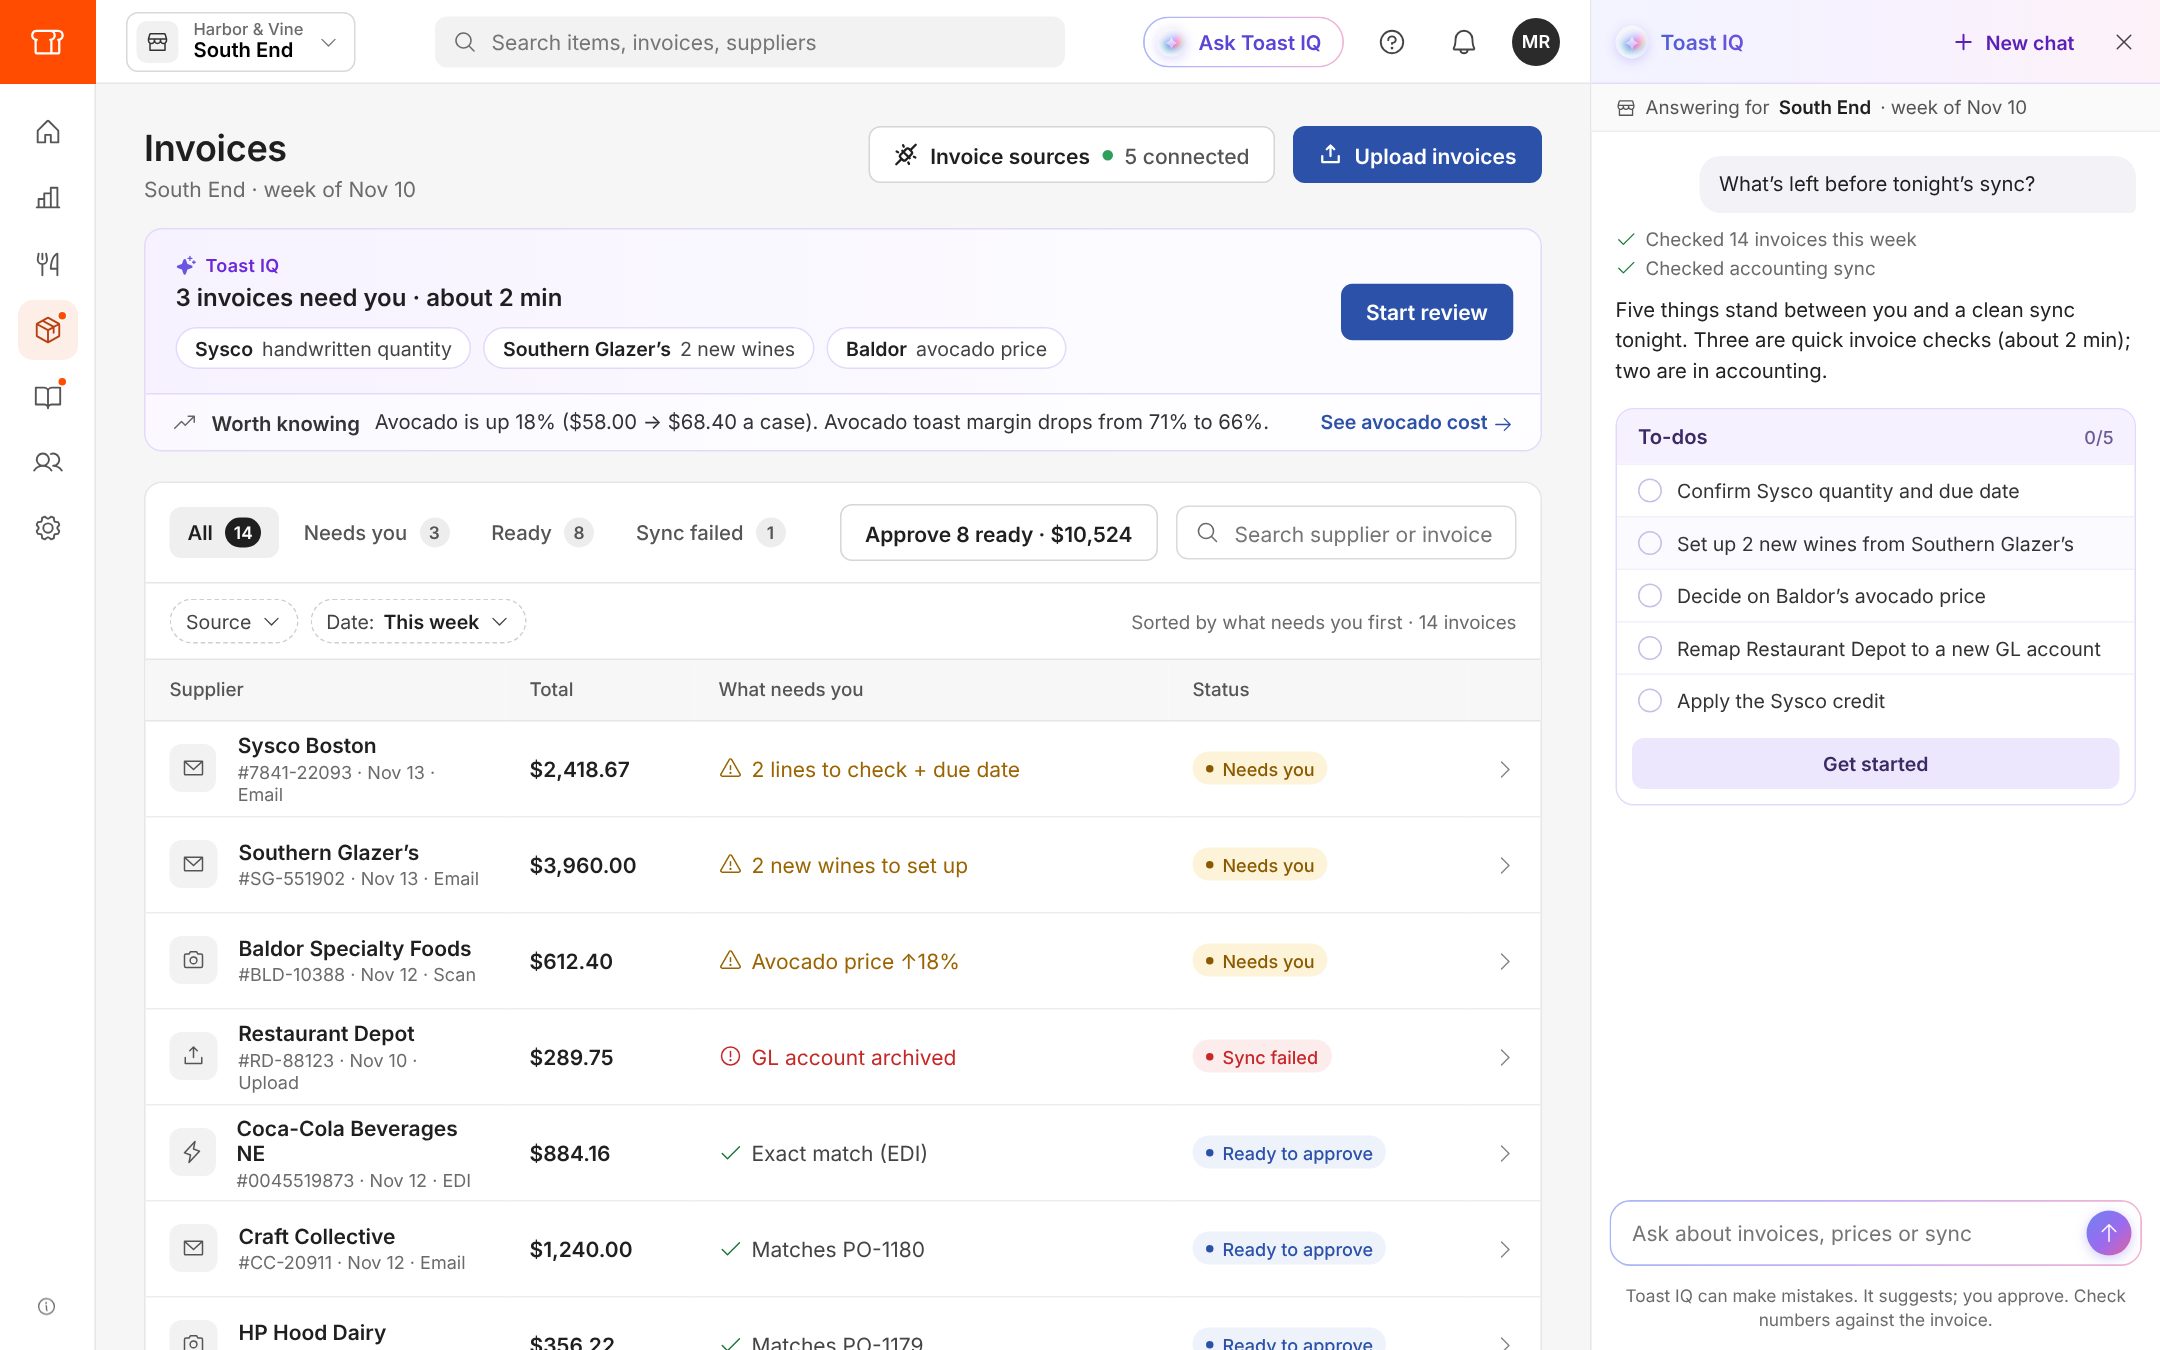 Harbor & Vine
South End
Search items, invoices, suppliers
Ask Toast IQ
MR
Invoices
South End · week of Nov 10
Invoice sources
5 connected
Upload invoices
Toast IQ
3 invoices need you · about 2 min
Sysco handwritten quantity
Southern Glazer’s 2 new wines
Baldor avocado price
Start review
Worth knowing Avocado is up 18% ($58.00 → $68.40 a case). Avocado toast margin drops from 71% to 66%.
See avocado cost →
All 14
Needs you 3
Ready 8
Sync failed 1
Approve 8 ready · $10,524
Search supplier or invoice
Source
Date: This week
Sorted by what needs you first · 14 invoices
Supplier
Total
What needs you
Status
Sysco Boston
#7841-22093 · Nov 13 ·
Email
$2,418.67
2 lines to check + due date
Needs you
Southern Glazer’s
#SG-551902 · Nov 13 · Email
$3,960.00
2 new wines to set up
Needs you
Baldor Specialty Foods
#BLD-10388 · Nov 12 · Scan
$612.40
Avocado price ↑18%
Needs you
Restaurant Depot
#RD-88123 · Nov 10 ·
Upload
$289.75
GL account archived
Sync failed
Coca-Cola Beverages
NE
#0045519873 · Nov 12 · EDI
$884.16
Exact match (EDI)
Ready to approve
Craft Collective
#CC-20911 · Nov 12 · Email
$1,240.00
Matches PO-1180
Ready to approve
HP Hood Dairy
$356.22
Matches PO-1179
Ready to approve
Toast IQ
New chat
Answering for South End · week of Nov 10
What’s left before tonight’s sync?
Checked 14 invoices this week
Checked accounting sync
Five things stand between you and a clean sync
tonight. Three are quick invoice checks (about 2 min);
two are in accounting.
To-dos
0/5
Confirm Sysco quantity and due date
Set up 2 new wines from Southern Glazer’s
Decide on Baldor’s avocado price
Remap Restaurant Depot to a new GL account
Apply the Sysco credit
Get started
Ask about invoices, prices or sync
Toast IQ can make mistakes. It suggests; you approve. Check
numbers against the invoice.